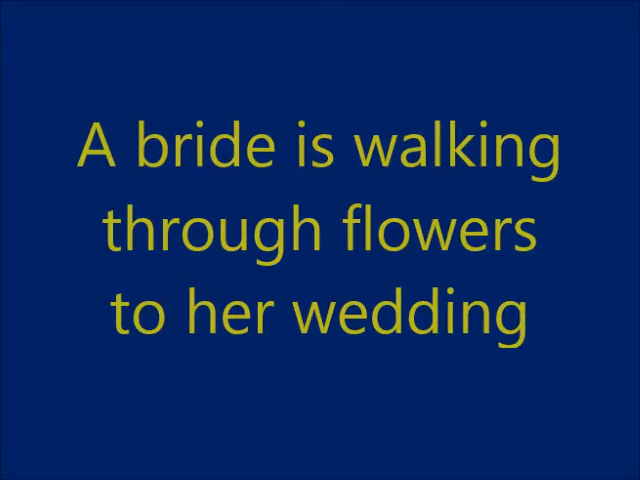 A bride is walking
through flowers
to her wedding